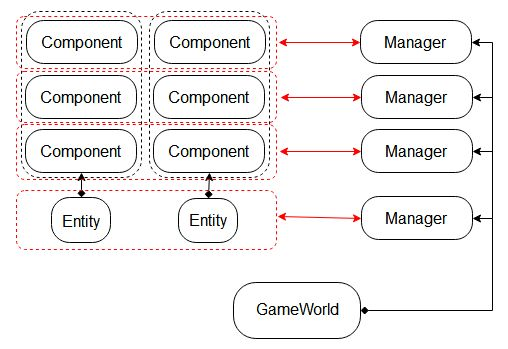 Component Component Manager
Component Component Manager
Component Component Manager
Entity Entity Manager
GameWorld